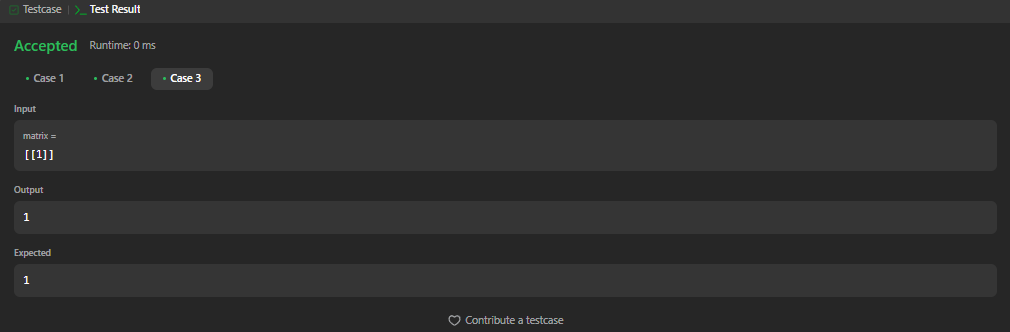 Testcase | >_ Test Result
Accepted Runtime: 0 ms
• Case 1 • Case 2 • Case 3
Input
matrix =
[[1]]
Output
1
Expected
1
Contribute a testcase